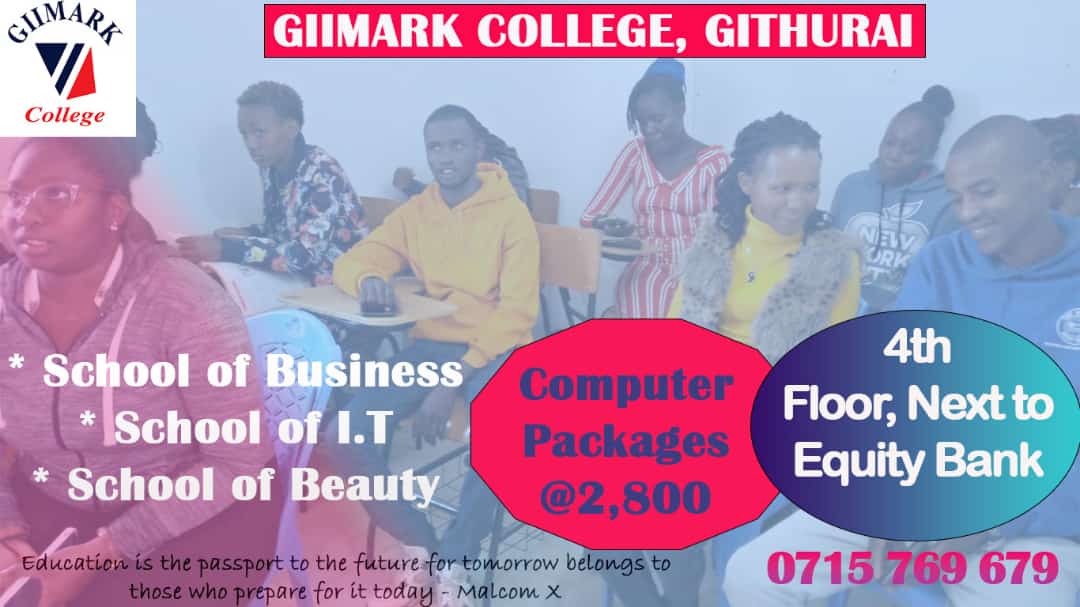 GIIMARK
College
GIIMARK COLLEGE, GITHURAI
* School of Business
* School of I.T
* School of Beauty
Computer
Packages
@2,800
4th
Floor, Next to
Equity Bank
NEW
YORK
Education is the passport to the future for tomorrow belongs to
those who prepare for it today - Malcom X
0715 769 679